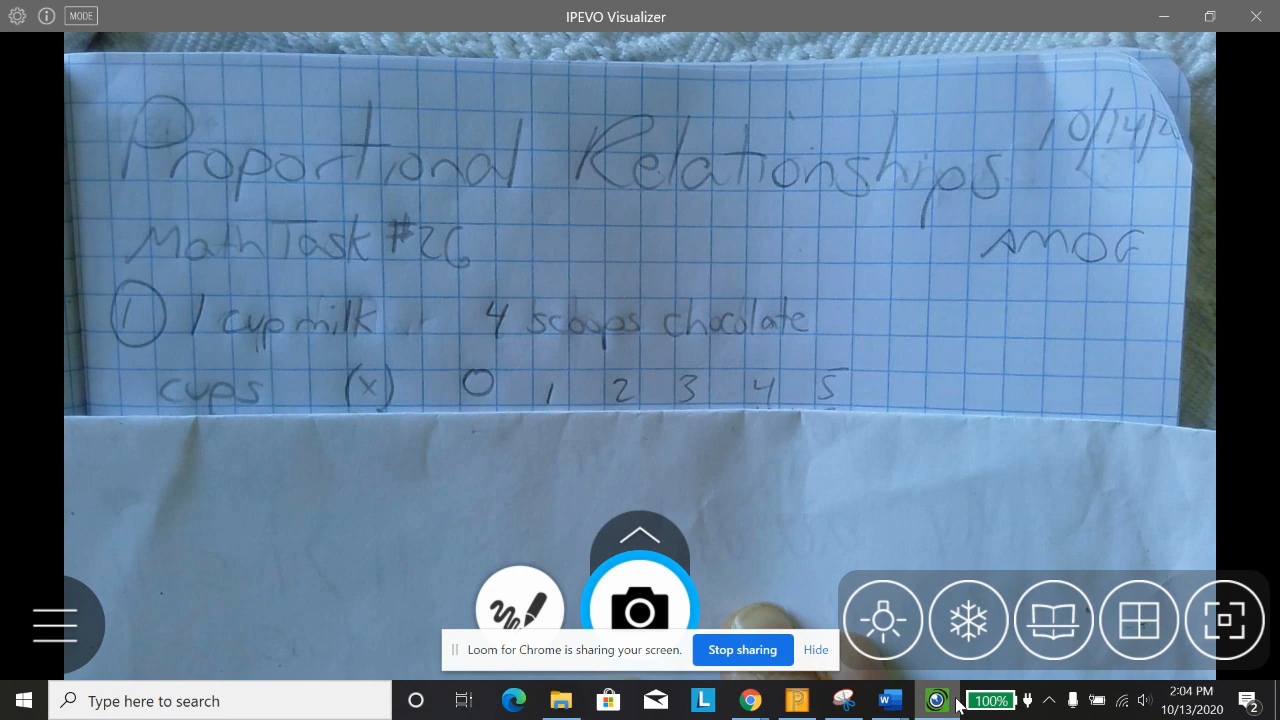 MODE
IPEVO Visualizer
Proportional Relationships 10/14/20
Math Task #26 AMOG
① 1 cup milk 4 scoops chocolate
cups (x) 0 1 2 3 4 5
Loom for Chrome is sharing your screen. Stop sharing Hide
Type here to search
100%
2:04 PM
10/13/2020
2